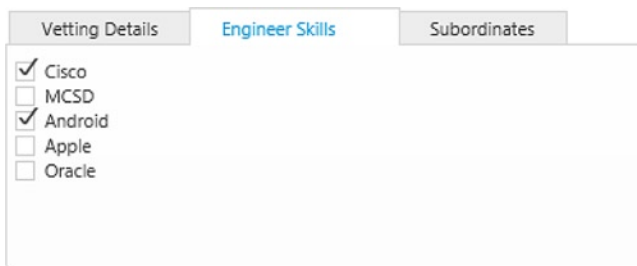 Vetting Details Engineer Skills Subordinates
Cisco
MCSD
Android
Apple
Oracle